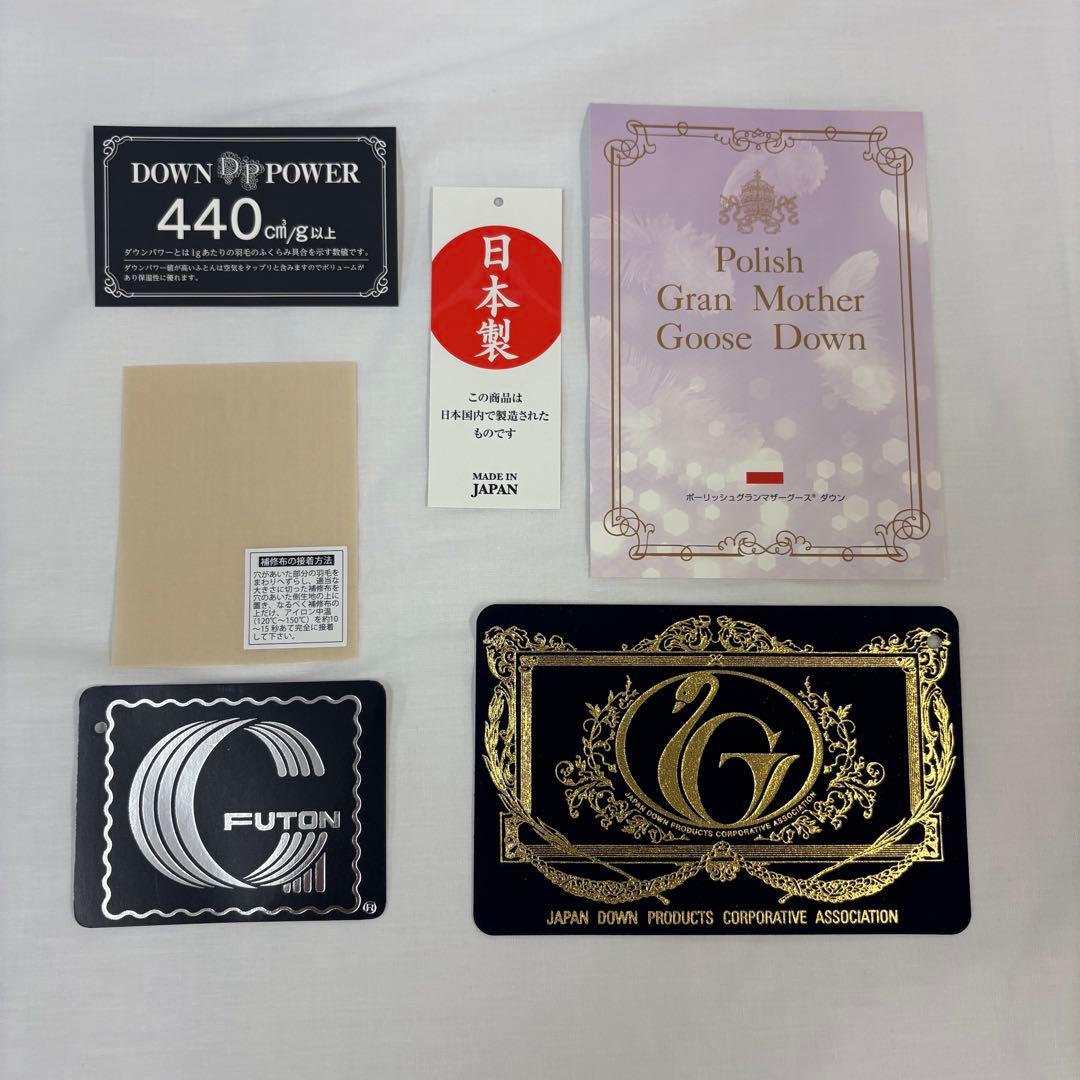 DOWN DP POWER
440cm³/g以上
ダウンパワーとは1gあたりの羽毛のふくらみ具合を示す数値です。
ダウンパワー値が高いふとんは空気をタップリと含みますのでボリュームが
あり保温性に優れます。
日本製
この商品は
日本国内で製造された
ものです
MADE IN
JAPAN
Polish
Gran Mother
Goose Down
ポーリッシュグランマザーグース® ダウン
補修布の接着方法
穴があいた部分の羽毛を
まわりへずらし、適当な
大きさに切った補修布を
穴のあいた側生地の上に
置き、なるべく補修布の
上だけ、アイロン中温
(120℃〜150℃)を約10
〜15秒あて完全に接着
して下さい。
G
FUTON
®
G
JAPAN DOWN PRODUCTS CORPORATIVE ASSOCIATION
JAPAN DOWN PRODUCTS CORPORATIVE ASSOCIATION